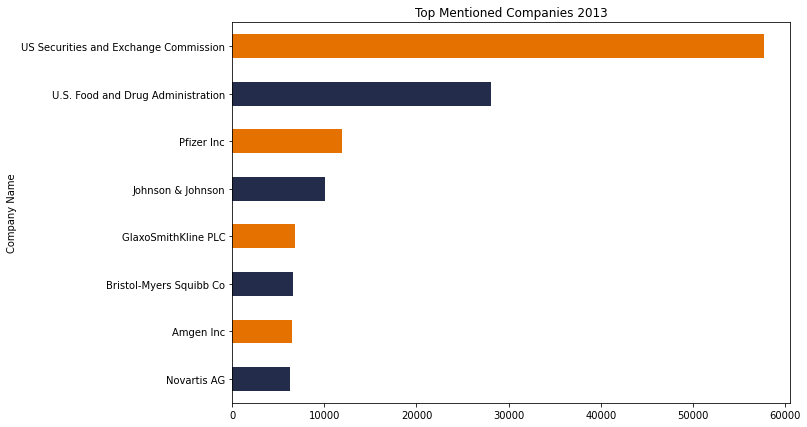 Top Mentioned Companies 2013
Company Name
US Securities and Exchange Commission
U.S. Food and Drug Administration
Pfizer Inc
Johnson & Johnson
GlaxoSmithKline PLC
Bristol-Myers Squibb Co
Amgen Inc
Novartis AG
0 10000 20000 30000 40000 50000 60000